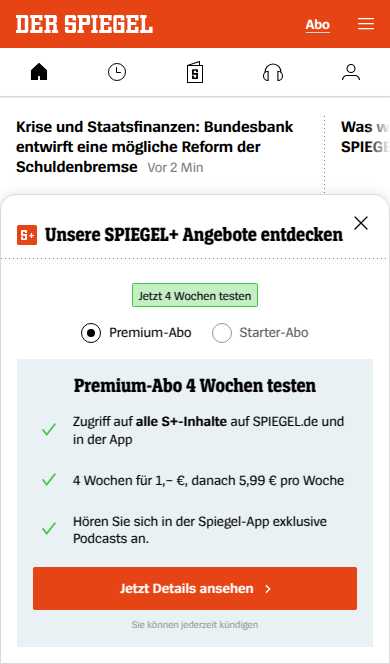 DER SPIEGEL
Abo
Krise und Staatsfinanzen: Bundesbank
entwirft eine mögliche Reform der
Schuldenbremse Vor 2 Min
Was w
SPIEGE
S+ Unsere SPIEGEL+ Angebote entdecken
Jetzt 4 Wochen testen
Premium-Abo
Starter-Abo
Premium-Abo 4 Wochen testen
Zugriff auf alle S+-Inhalte auf SPIEGEL.de und
in der App
4 Wochen für 1,– €, danach 5,99 € pro Woche
Hören Sie sich in der Spiegel-App exklusive
Podcasts an.
Jetzt Details ansehen
Sie können jederzeit kündigen